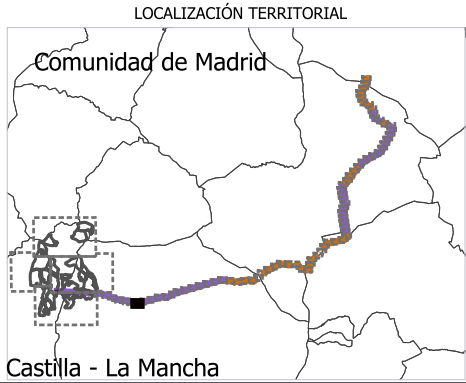 LOCALIZACIÓN TERRITORIAL
Comunidad de Madrid
Castilla - La Mancha